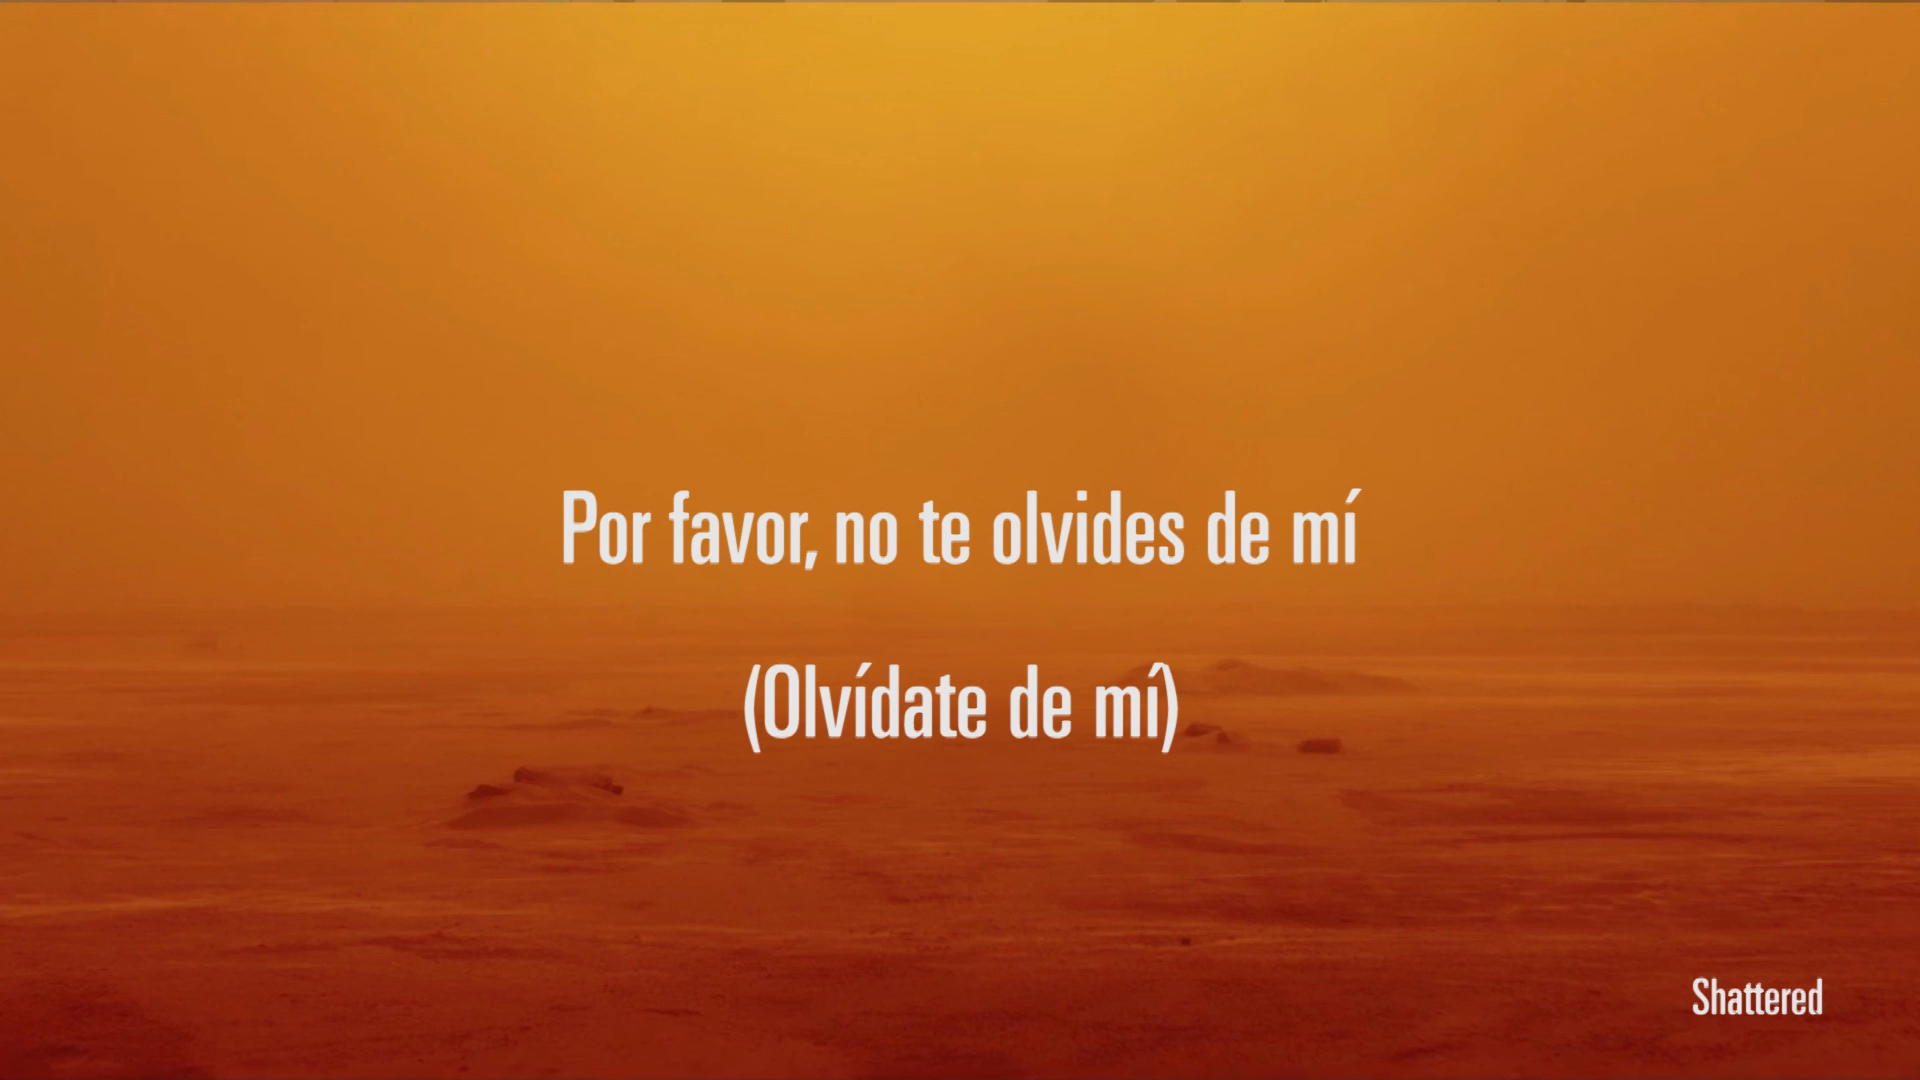 Por favor, no te olvides de mí
(Olvídate de mí)
Shattered